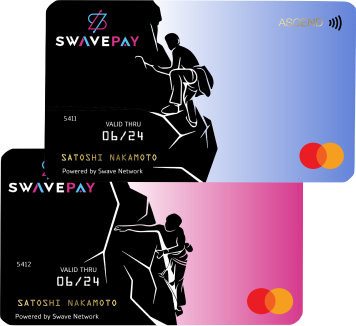 SWAVEPAY
ASCEND
5411
VALID THRU
06/24
SATOSHI NAKAMOTO
Powered by Swave Network
SWAVEPAY
5412
VALID THRU
06/24
SATOSHI NAKAMOTO
Powered by Swave Network